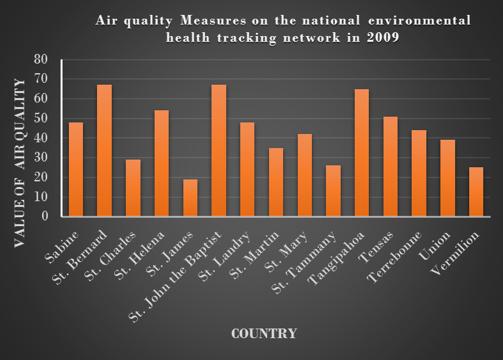 Air quality Measures on the national environmental
health tracking network in 2009
VALUE OF AIR QUALITY
80
70
60
50
40
30
20
10
0
Sabine
St. Bernard
St. Charles
St. Helena
St. James
St. John the Baptist
St. Landry
St. Martin
St. Mary
St. Tammany
Tangipahoa
Tensas
Terrebonne
Union
Vermilion
COUNTRY